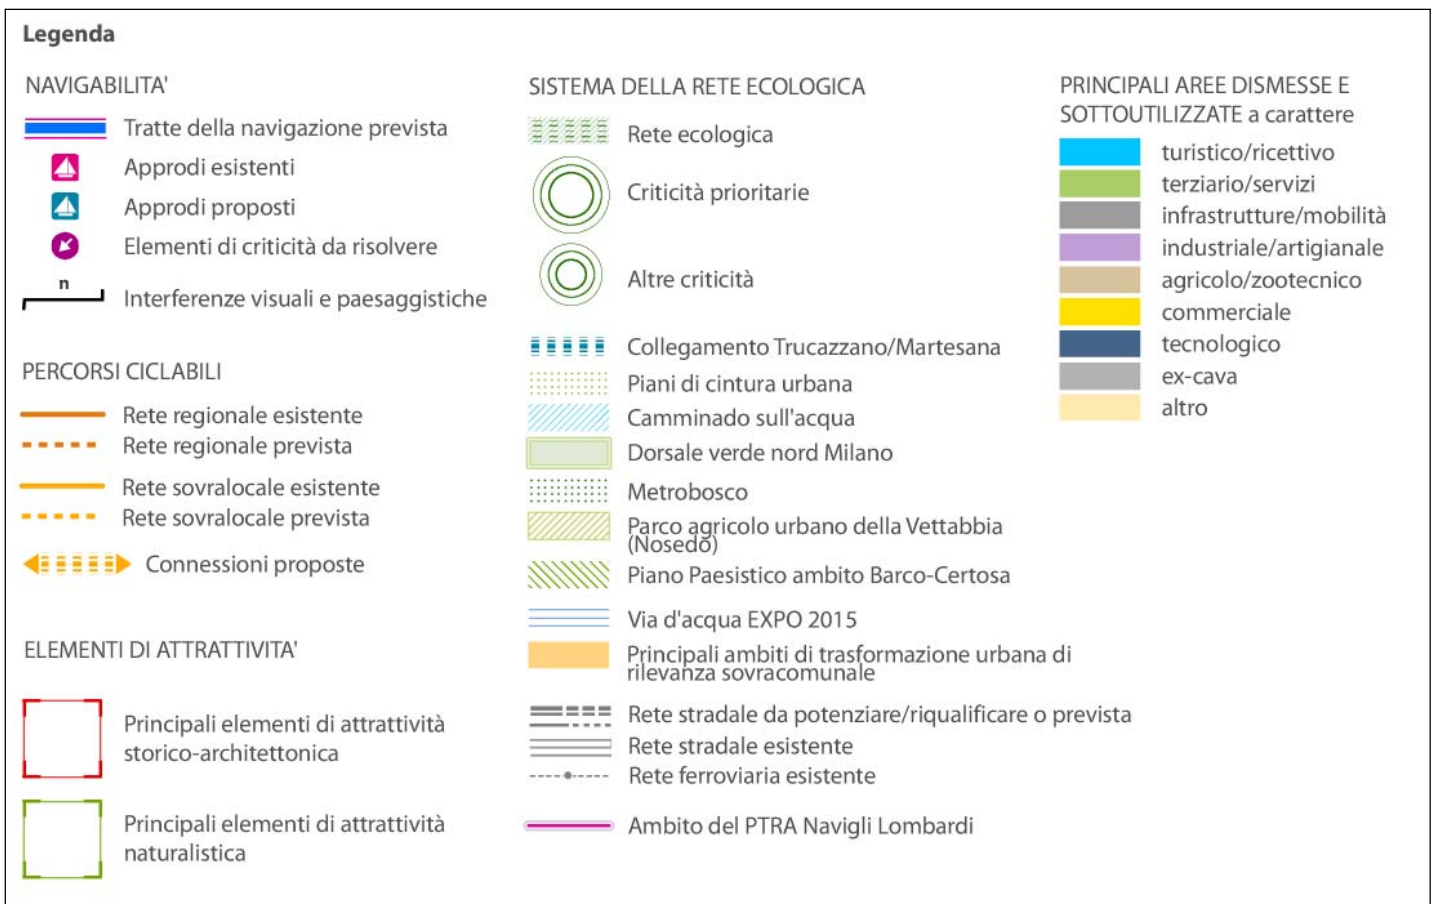 Legenda
NAVIGABILITA'
Tratte della navigazione prevista
Approdi esistenti
Approdi proposti
Elementi di criticità da risolvere
n
Interferenze visuali e paesaggistiche
PERCORSI CICLABILI
Rete regionale esistente
Rete regionale prevista
Rete sovralocale esistente
Rete sovralocale prevista
Connessioni proposte
ELEMENTI DI ATTRATTIVITA'
Principali elementi di attrattività
storico-architettonica
Principali elementi di attrattività
naturalistica
SISTEMA DELLA RETE ECOLOGICA
Rete ecologica
Criticità prioritarie
Altre criticità
Collegamento Trucazzano/Martesana
Piani di cintura urbana
Camminado sull'acqua
Dorsale verde nord Milano
Metrobosco
Parco agricolo urbano della Vettabbia
(Nosedo)
Piano Paesistico ambito Barco-Certosa
Via d'acqua EXPO 2015
Principali ambiti di trasformazione urbana di
rilevanza sovracomunale
Rete stradale da potenziare/riqualificare o prevista
Rete stradale esistente
Rete ferroviaria esistente
Ambito del PTRA Navigli Lombardi
PRINCIPALI AREE DISMESSE E
SOTTOUTILIZZATE a carattere
turistico/ricettivo
terziario/servizi
infrastrutture/mobilità
industriale/artigianale
agricolo/zootecnico
commerciale
tecnologico
ex-cava
altro